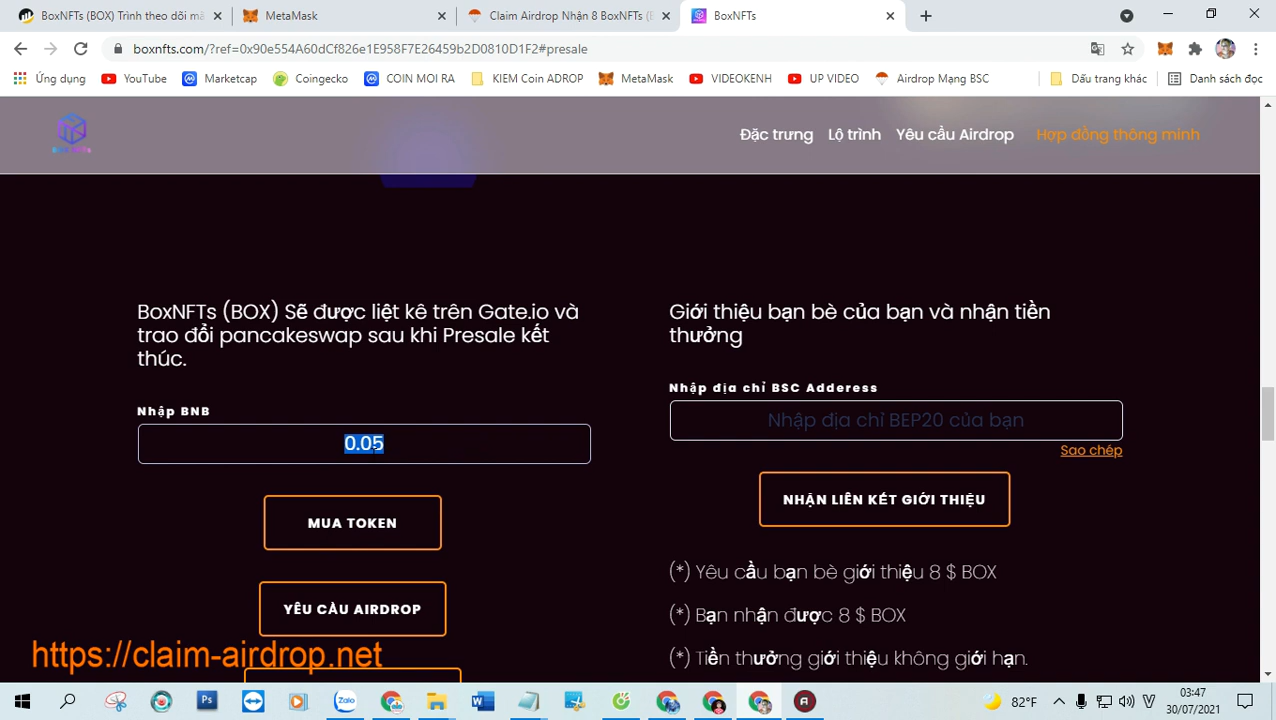 BoxNFTs (BOX) Trình theo dõi mã
MetaMask
Claim Airdrop Nhận 8 BoxNFTs (E
BoxNFTs
boxnfts.com/?ref=0x90e554A60dCf826e1E958F7E26459b2D0810D1F2#presale
Ứng dụng YouTube Marketcap Coingecko COIN MOI RA KIEM Coin ADROP MetaMask VIDEOKENH UP VIDEO Airdrop Mạng BSC Dấu trang khác Danh sách đọc
Đặc trưng Lộ trình Yêu cầu Airdrop Hợp đồng thông minh
BoxNFTs (BOX) Sẽ được liệt kê trên Gate.io và
trao đổi pancakeswap sau khi Presale kết
thúc.
Nhập BNB
0.05
MUA TOKEN
YÊU CẦU AIRDROP
Giới thiệu bạn bè của bạn và nhận tiền
thưởng
Nhập địa chỉ BSC Adderess
Nhập địa chỉ BEP20 của bạn
Sao chép
NHẬN LIÊN KẾT GIỚI THIỆU
(*) Yêu cầu bạn bè giới thiệu 8 $ BOX
(*) Bạn nhận được 8 $ BOX
(*) Tiền thưởng giới thiệu không giới hạn.
https://claim-airdrop.net
Zalo
82°F
03:47
30/07/2021